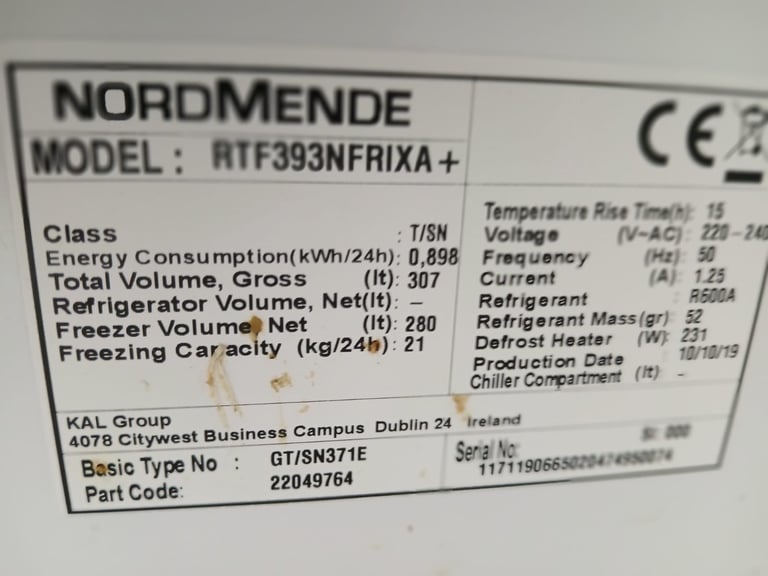 NORDMENDE
MODEL : RTF393NFRIXA+
CE
Class : T/SN
Energy Consumption(kWh/24h): 0,898
Total Volume, Gross (lt): 307
Refrigerator Volume, Net(lt): –
Freezer Volume, Net (lt): 280
Freezing Capacity (kg/24h): 21
Temperature Rise Time(h): 15
Voltage (V~AC): 220-240
Frequency (Hz): 50
Current (A): 1.25
Refrigerant : R600A
Refrigerant Mass(gr): 52
Defrost Heater (W): 231
Production Date : 10/10/19
Chiller Compartment (lt) -
KAL Group
4078 Citywest Business Campus Dublin 24 Ireland
Basic Type No : GT/SN371E
Part Code: 22049764
Serial No: